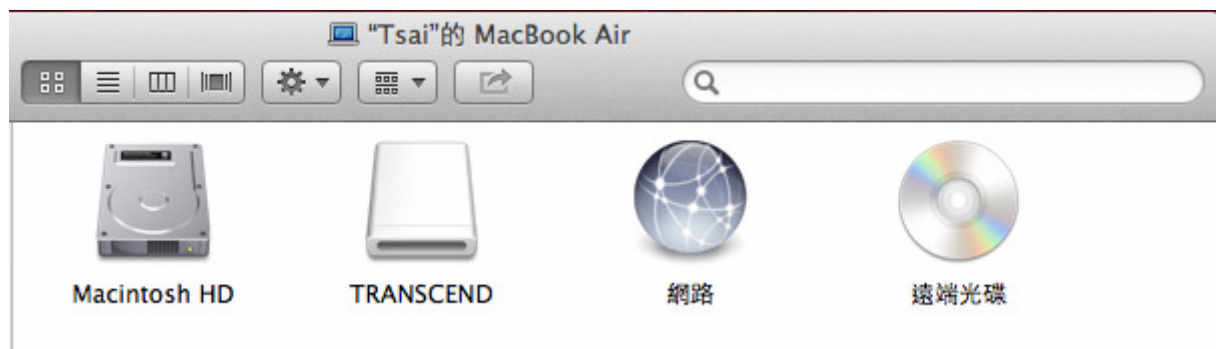 “Tsai”的 MacBook Air
Macintosh HD
TRANSCEND
網路
遠端光碟